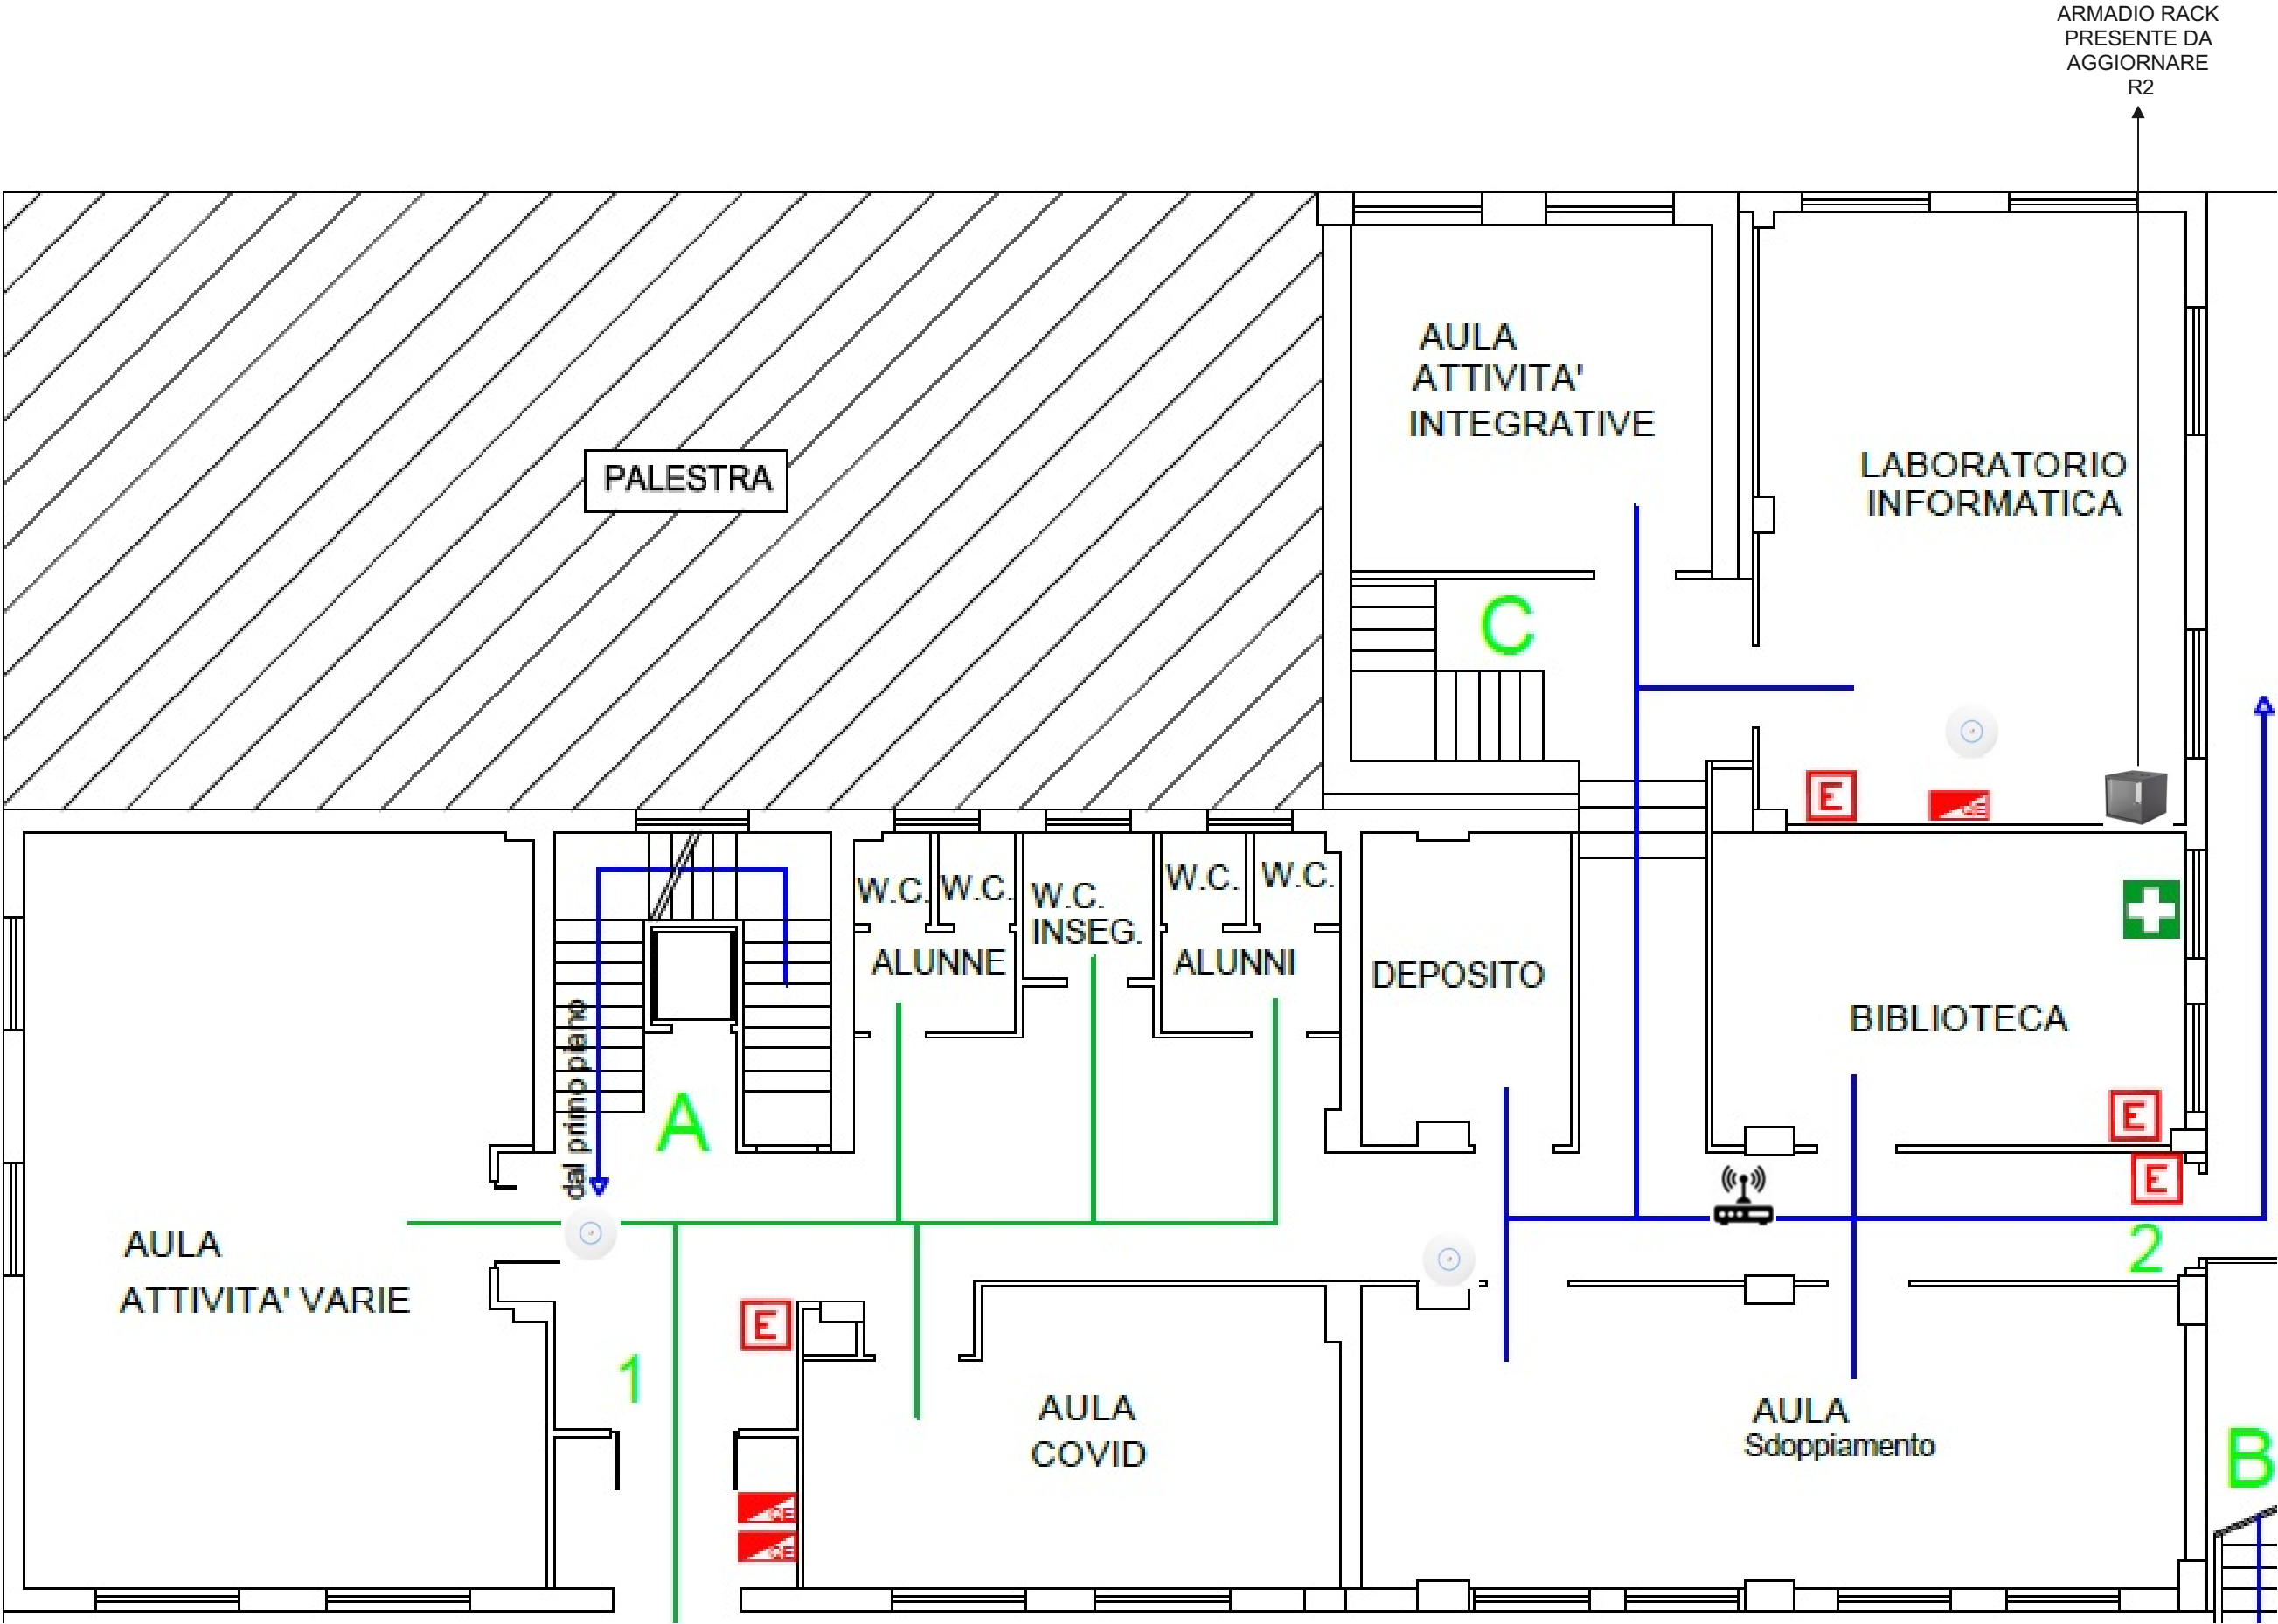 ARMADIO RACK
PRESENTE DA
AGGIORNARE
R2
AULA
ATTIVITA'
INTEGRATIVE
PALESTRA
LABORATORIO
INFORMATICA
C
E
W.C.
W.C.
W.C.
INSEG.
W.C.
W.C.
ALUNNE
ALUNNI
DEPOSITO
BIBLIOTECA
dal primo piano
A
E
E
AULA
ATTIVITA' VARIE
2
E
1
AULA
COVID
AULA
Sdoppiamento
B